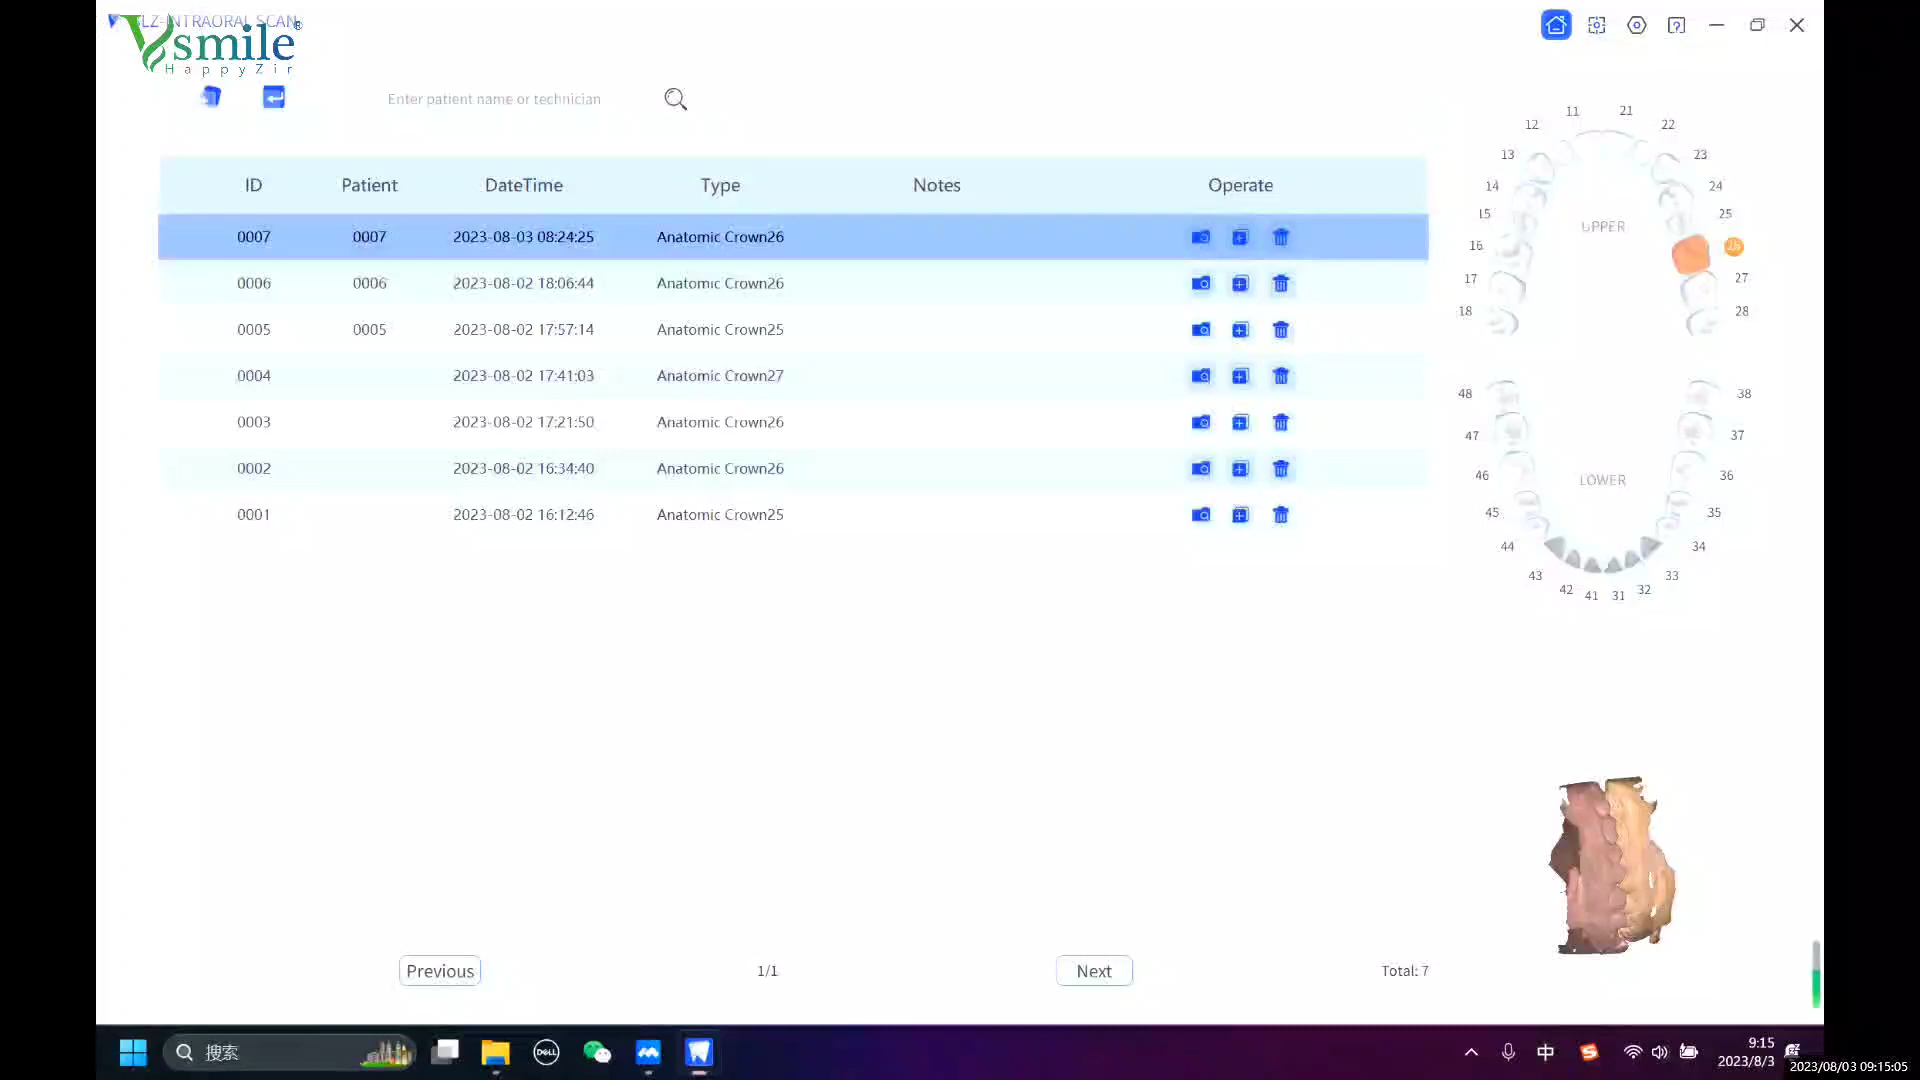 LZ-INTRAORAL SCAN
Vsmile®
HappyZir
Enter patient name or technician
ID Patient DateTime Type Notes Operate
0007 0007 2023-08-03 08:24:25 Anatomic Crown26
0006 0006 2023-08-02 18:06:44 Anatomic Crown26
0005 0005 2023-08-02 17:57:14 Anatomic Crown25
0004 2023-08-02 17:41:03 Anatomic Crown27
0003 2023-08-02 17:21:50 Anatomic Crown26
0002 2023-08-02 16:34:40 Anatomic Crown26
0001 2023-08-02 16:12:46 Anatomic Crown25
11 21
12 22
13 23
14 24
15 25
UPPER
16
17 27
18 28
48 38
47 37
46 36
LOWER
45 35
44 34
43 33
42 41 31 32
Previous 1/1 Next Total: 7
搜索
DELL
中
9:15
2023/8/3
2023/08/03 09:15:05